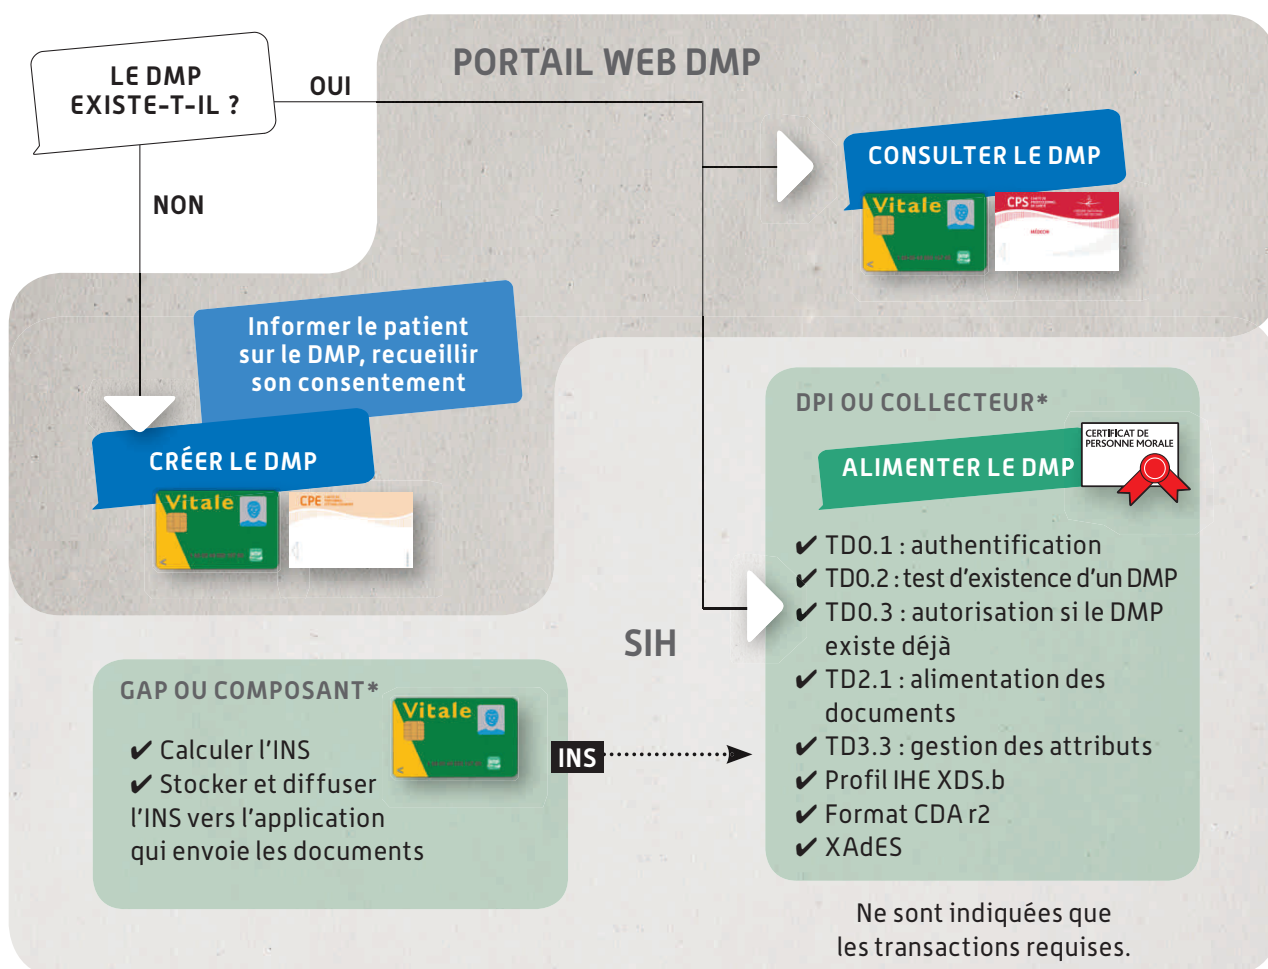 LE DMP
EXISTE-T-IL ?
OUI
NON
PORTAIL WEB DMP
CONSULTER LE DMP
Vitale
CPS
MÉDECIN
Informer le patient
sur le DMP, recueillir
son consentement
CRÉER LE DMP
Vitale
CPE
DPI OU COLLECTEUR*
CERTIFICAT DE
PERSONNE MORALE
ALIMENTER LE DMP
✔ TD0.1 : authentification
✔ TD0.2 : test d'existence d'un DMP
✔ TD0.3 : autorisation si le DMP
existe déjà
✔ TD2.1 : alimentation des
documents
✔ TD3.3 : gestion des attributs
✔ Profil IHE XDS.b
✔ Format CDA r2
✔ XAdES
SIH
GAP OU COMPOSANT*
Vitale
✔ Calculer l'INS
✔ Stocker et diffuser
l'INS vers l'application
qui envoie les documents
INS
Ne sont indiquées que
les transactions requises.